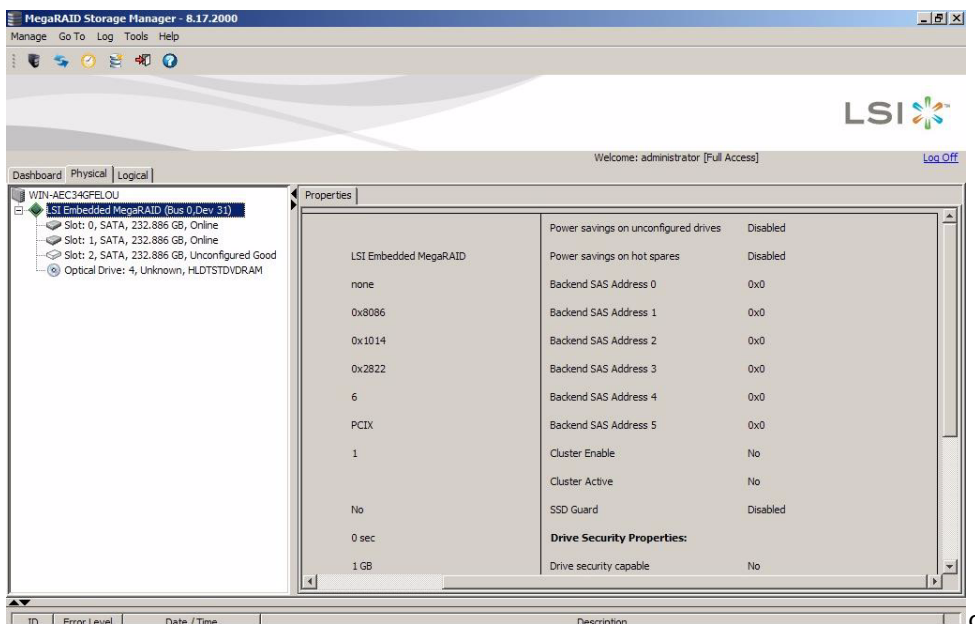 MegaRAID Storage Manager - 8.17.2000
Manage Go To Log Tools Help
LSI
Welcome: administrator [Full Access]
Log Off
Dashboard Physical Logical
WIN-AEC34GFELOU
LSI Embedded MegaRAID (Bus 0,Dev 31)
Slot: 0, SATA, 232.886 GB, Online
Slot: 1, SATA, 232.886 GB, Online
Slot: 2, SATA, 232.886 GB, Unconfigured Good
Optical Drive: 4, Unknown, HLDTSTDVDRAM
Properties
Power savings on unconfigured drives Disabled
LSI Embedded MegaRAID Power savings on hot spares Disabled
none Backend SAS Address 0 0x0
0x8086 Backend SAS Address 1 0x0
0x1014 Backend SAS Address 2 0x0
0x2822 Backend SAS Address 3 0x0
6 Backend SAS Address 4 0x0
PCIX Backend SAS Address 5 0x0
1 Cluster Enable No
Cluster Active No
No SSD Guard Disabled
0 sec Drive Security Properties:
1 GB Drive security capable No
ID Error Level Date / Time Description